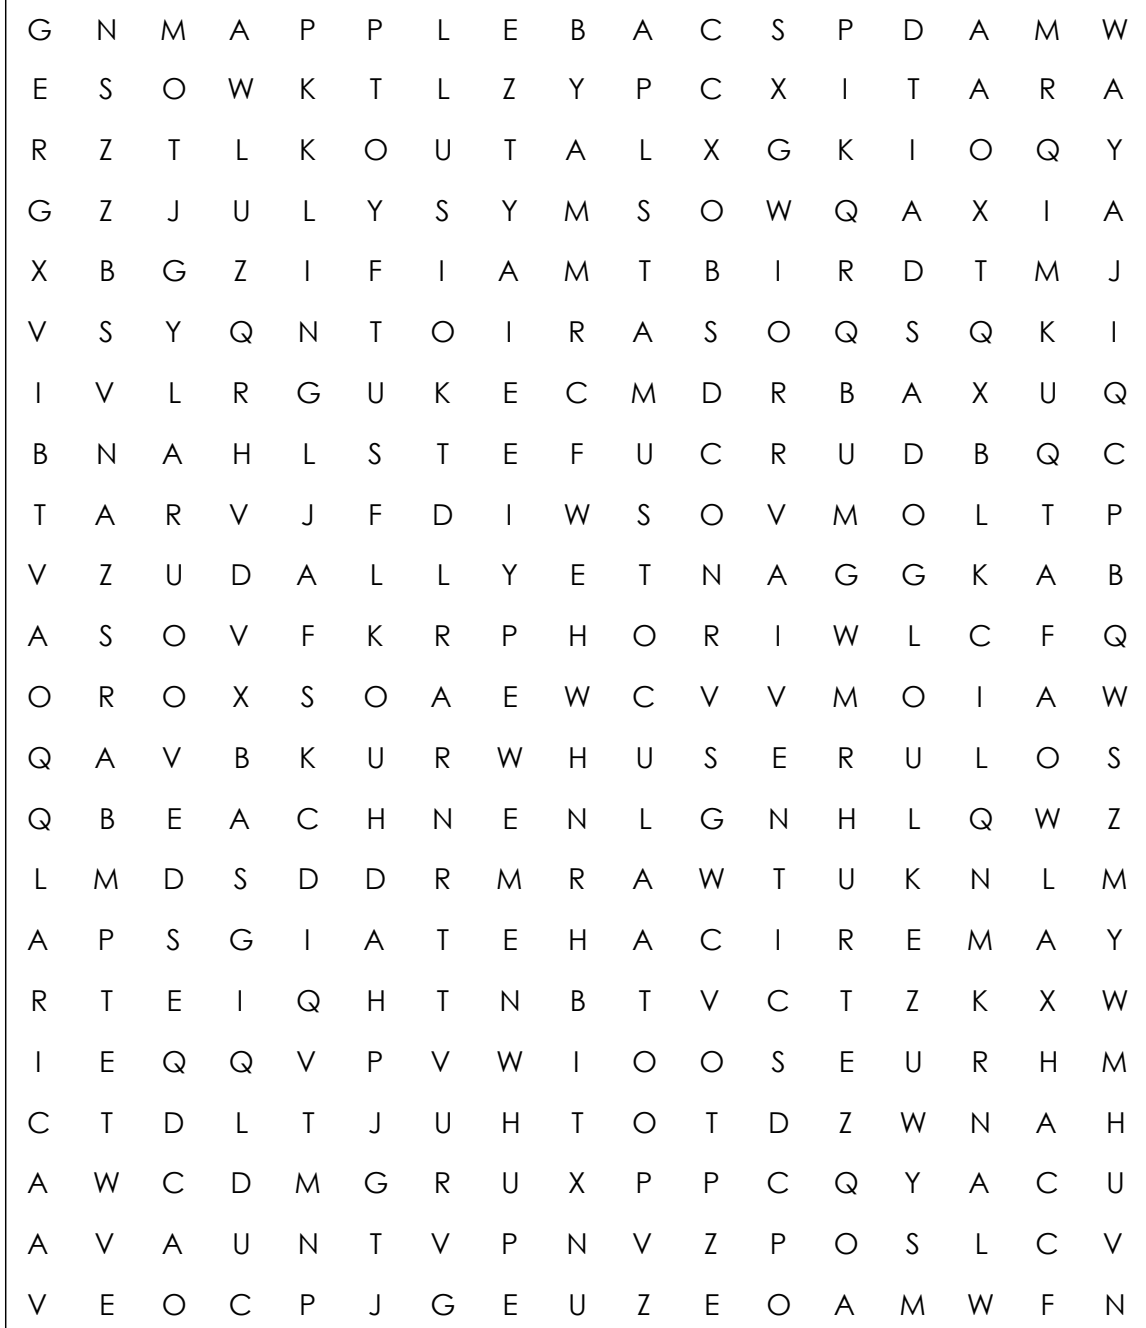 G N M A P P L E B A C S P D A M W
E S O W K T L Z Y P C X I T A R A
R Z T L K O U T A L X G K I O Q Y
G Z J U L Y S Y M S O W Q A X I A
X B G Z I F I A M T B I R D T M J
V S Y Q N T O I R A S O Q S Q K I
I V L R G U K E C M D R B A X U Q
B N A H L S T E F U C R U D B Q C
T A R V J F D I W S O V M O L T P
V Z U D A L L Y E T N A G G K A B
A S O V F K R P H O R I W L C F Q
O R O X S O A E W C V V M O I A W
Q A V B K U R W H U S E R U L O S
Q B E A C H N E N L G N H L Q W Z
L M D S D D R M R A W T U K N L M
A P S G I A T E H A C I R E M A Y
R T E I Q H T N B T V C T Z K X W
I E Q Q V P V W I O O S E U R H M
C T D L T J U H T O T D Z W N A H
A W C D M G R U X P P C Q Y A C U
A V A U N T V P N V Z P O S L C V
V E O C P J G E U Z E O A M W F N